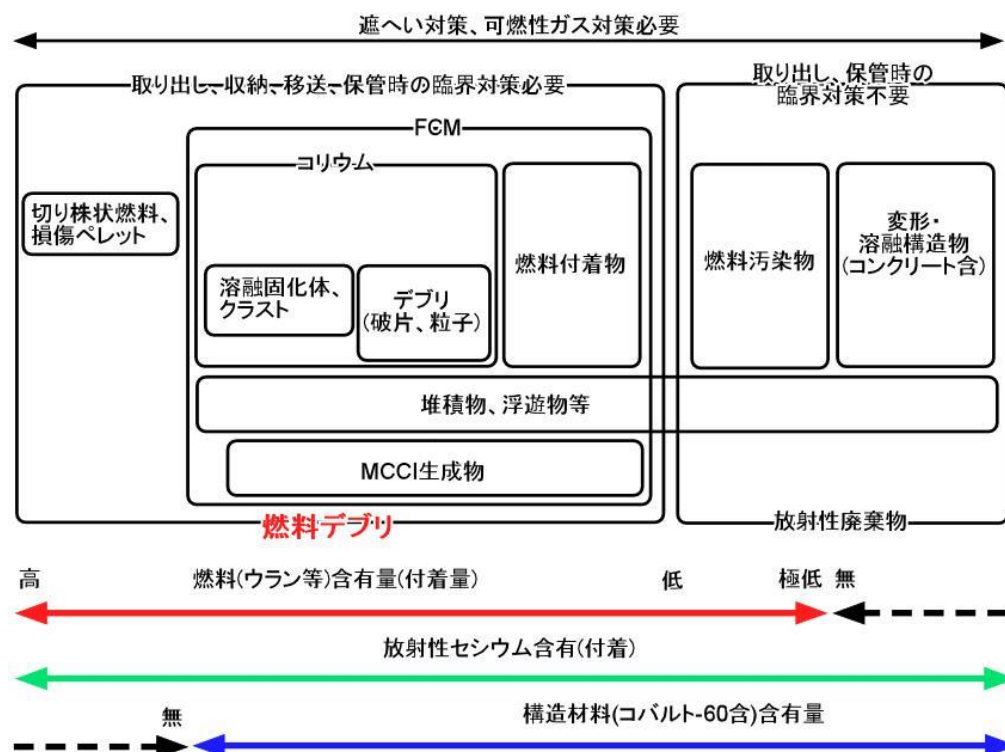 遮へい対策、可燃性ガス対策必要
取り出し、収納、移送、保管時の臨界対策必要
取り出し、保管時の
臨界対策不要
FCM
コリウム
切り株状燃料、
損傷ペレット
溶融固化体、
クラスト
デブリ
(破片、粒子)
燃料付着物
燃料汚染物
変形・
溶融構造物
(コンクリート含)
堆積物、浮遊物等
MCCI生成物
燃料デブリ
放射性廃棄物
高 燃料(ウラン等)含有量(付着量) 低 極低 無
放射性セシウム含有(付着)
無 構造材料(コバルト-60含)含有量